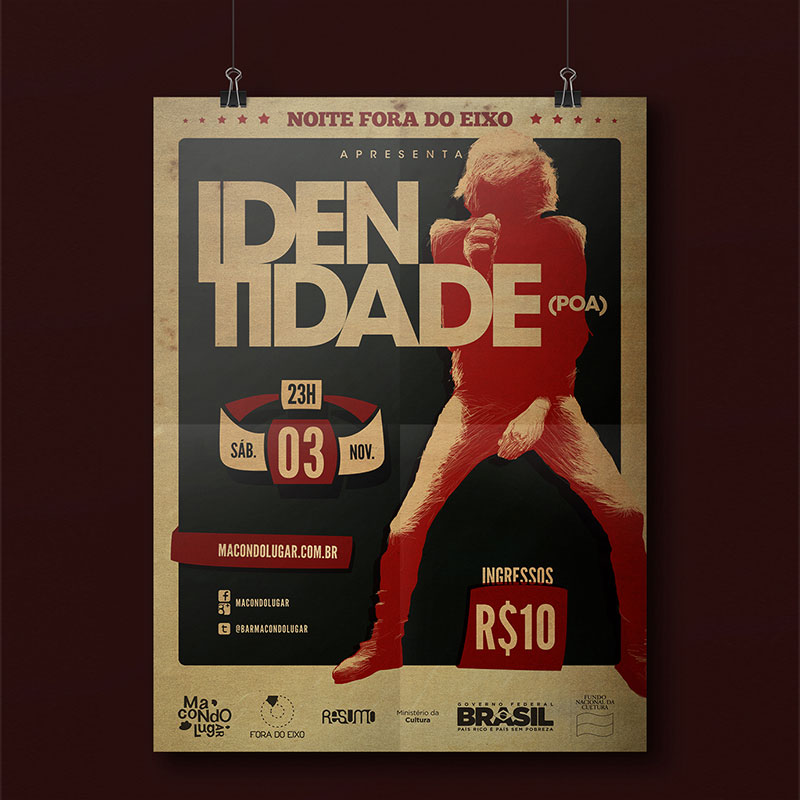 NOITE FORA DO EIXO
APRESENTA
IDEN
TIDADE
(POA)
23H
SÁB. 03 NOV.
MACONDOLUGAR.COM.BR
MACONDOLUGAR
@BARMACONDOLUGAR
INGRESSOS
R$10
MaCONDO
LugAR
FORA DO EIXO
RESUMO
Ministério da
Cultura
GOVERNO FEDERAL
BRASIL
PAÍS RICO É PAÍS SEM POBREZA
FUNDO
NACIONAL DA
CULTURA